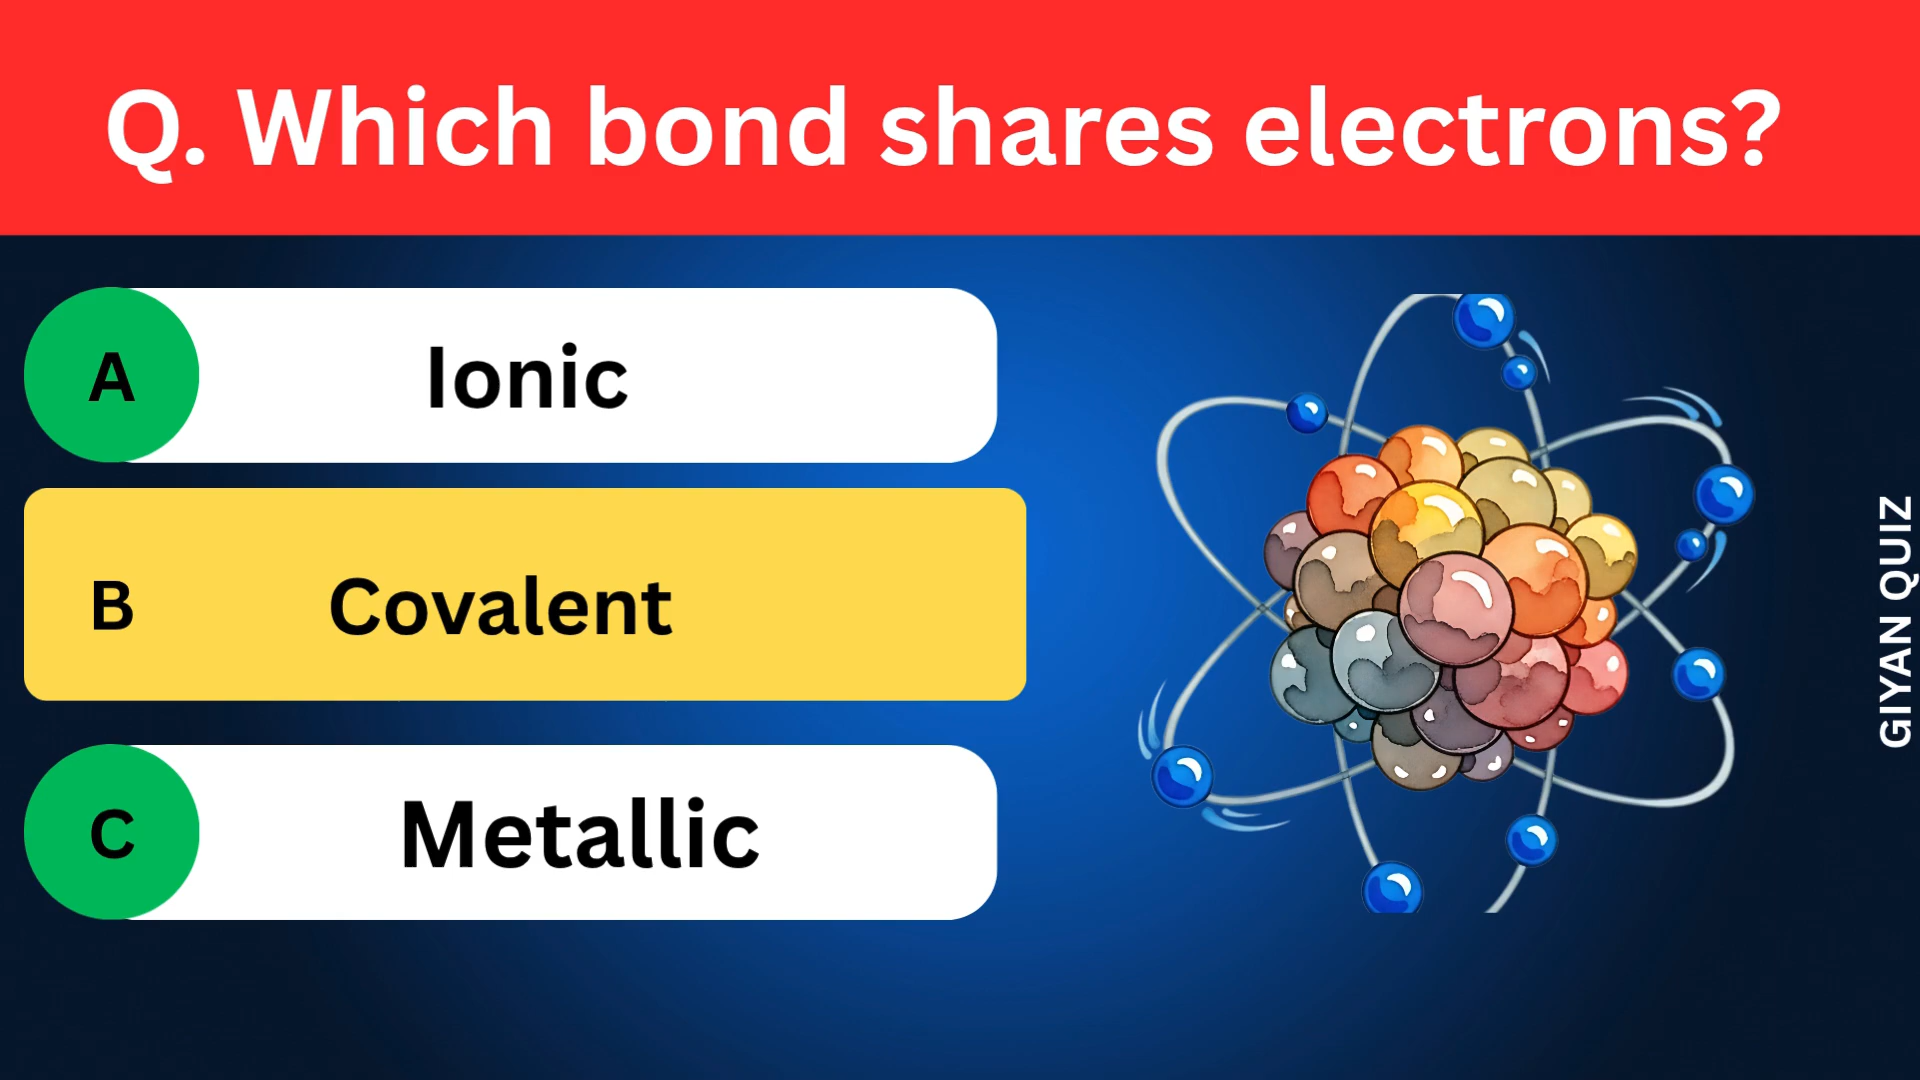 Q. Which bond shares electrons?
A Ionic
B Covalent
C Metallic
GIYAN QUIZ